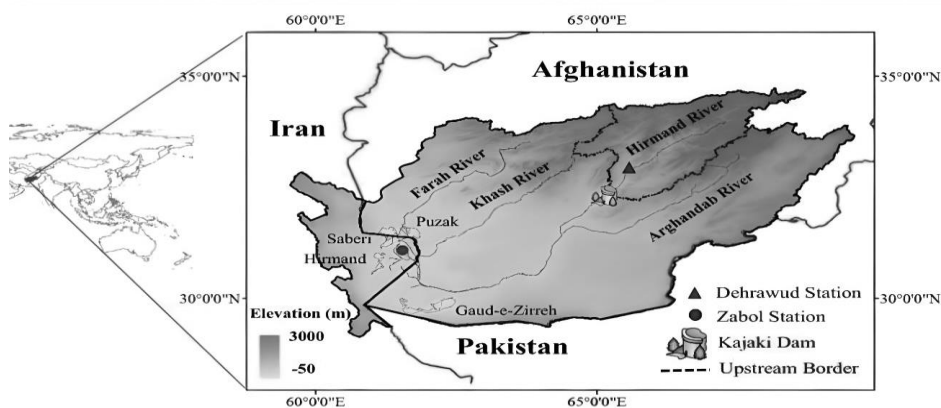 60°0'0"E 65°0'0"E
35°0'0"N 35°0'0"N
Afghanistan
Iran
Hirmand River
Farah River
Khash River
Arghandab River
Puzak
Saberi
Hirmand
30°0'0"N 30°0'0"N
Gaud-e-Zirreh
Pakistan
Elevation (m)
3000
-50
Dehrawud Station
Zabol Station
Kajaki Dam
Upstream Border
60°0'0"E 65°0'0"E